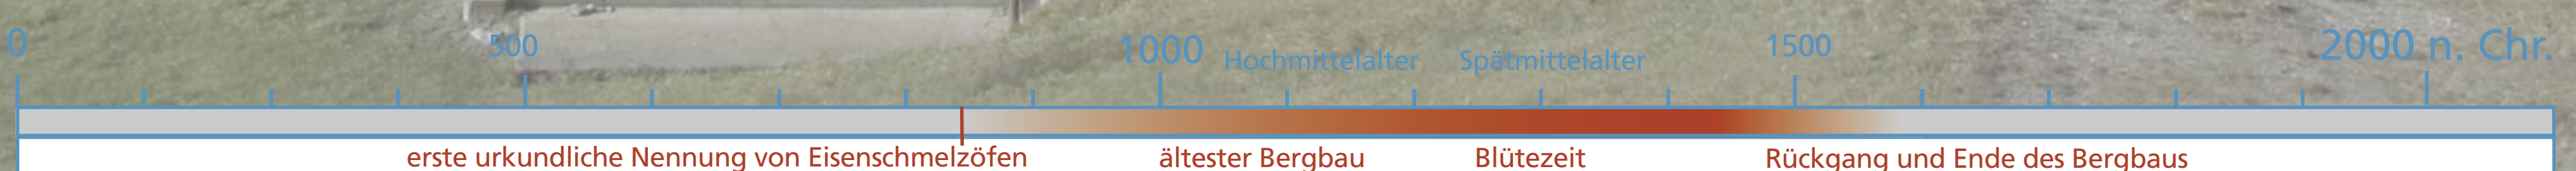 0 500 1000 Hochmittelalter Spätmittelalter 1500 2000 n. Chr.
erste urkundliche Nennung von Eisenschmelzöfen ältester Bergbau Blütezeit Rückgang und Ende des Bergbaus